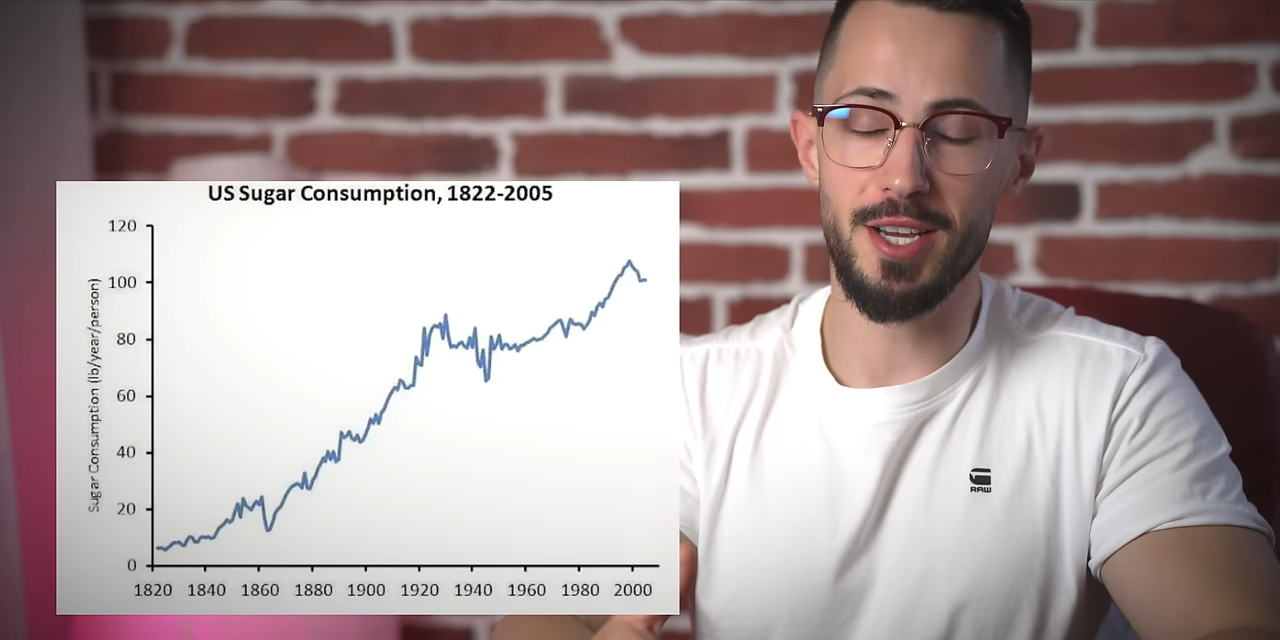 US Sugar Consumption, 1822-2005
120
100
80
60
40
20
0
Sugar Consumption (lb/year/person)
1820 1840 1860 1880 1900 1920 1940 1960 1980 2000
G
RAW